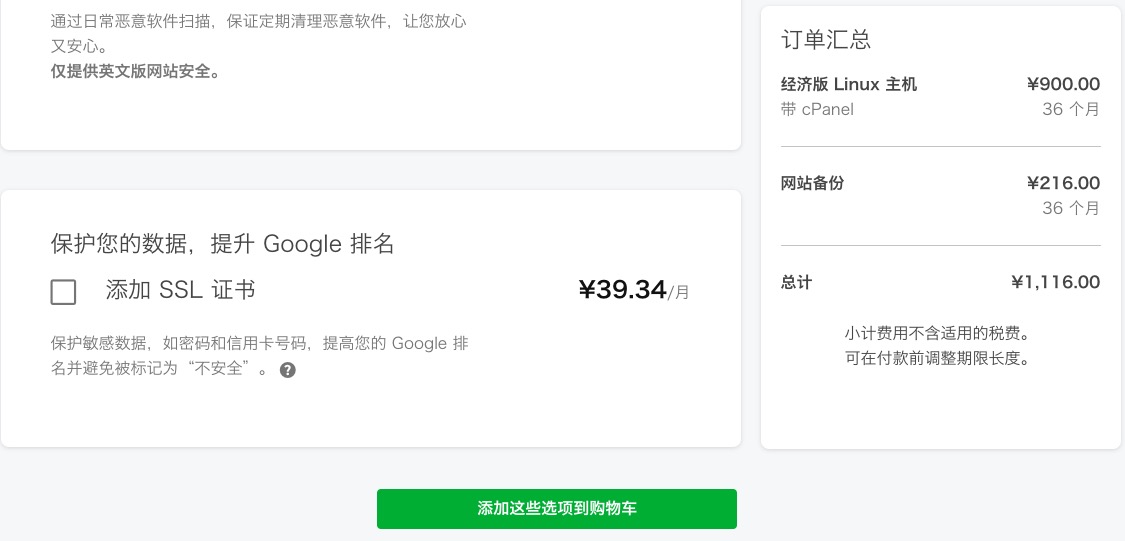 通过日常恶意软件扫描，保证定期清理恶意软件，让您放心
又安心。
仅提供英文版网站安全。
保护您的数据，提升 Google 排名
添加 SSL 证书
¥39.34/月
保护敏感数据，如密码和信用卡号码，提高您的 Google 排
名并避免被标记为“不安全”。 ?
添加这些选项到购物车
订单汇总
经济版 Linux 主机 ¥900.00
带 cPanel 36 个月
网站备份 ¥216.00
36 个月
总计 ¥1,116.00
小计费用不含适用的税费。
可在付款前调整期限长度。